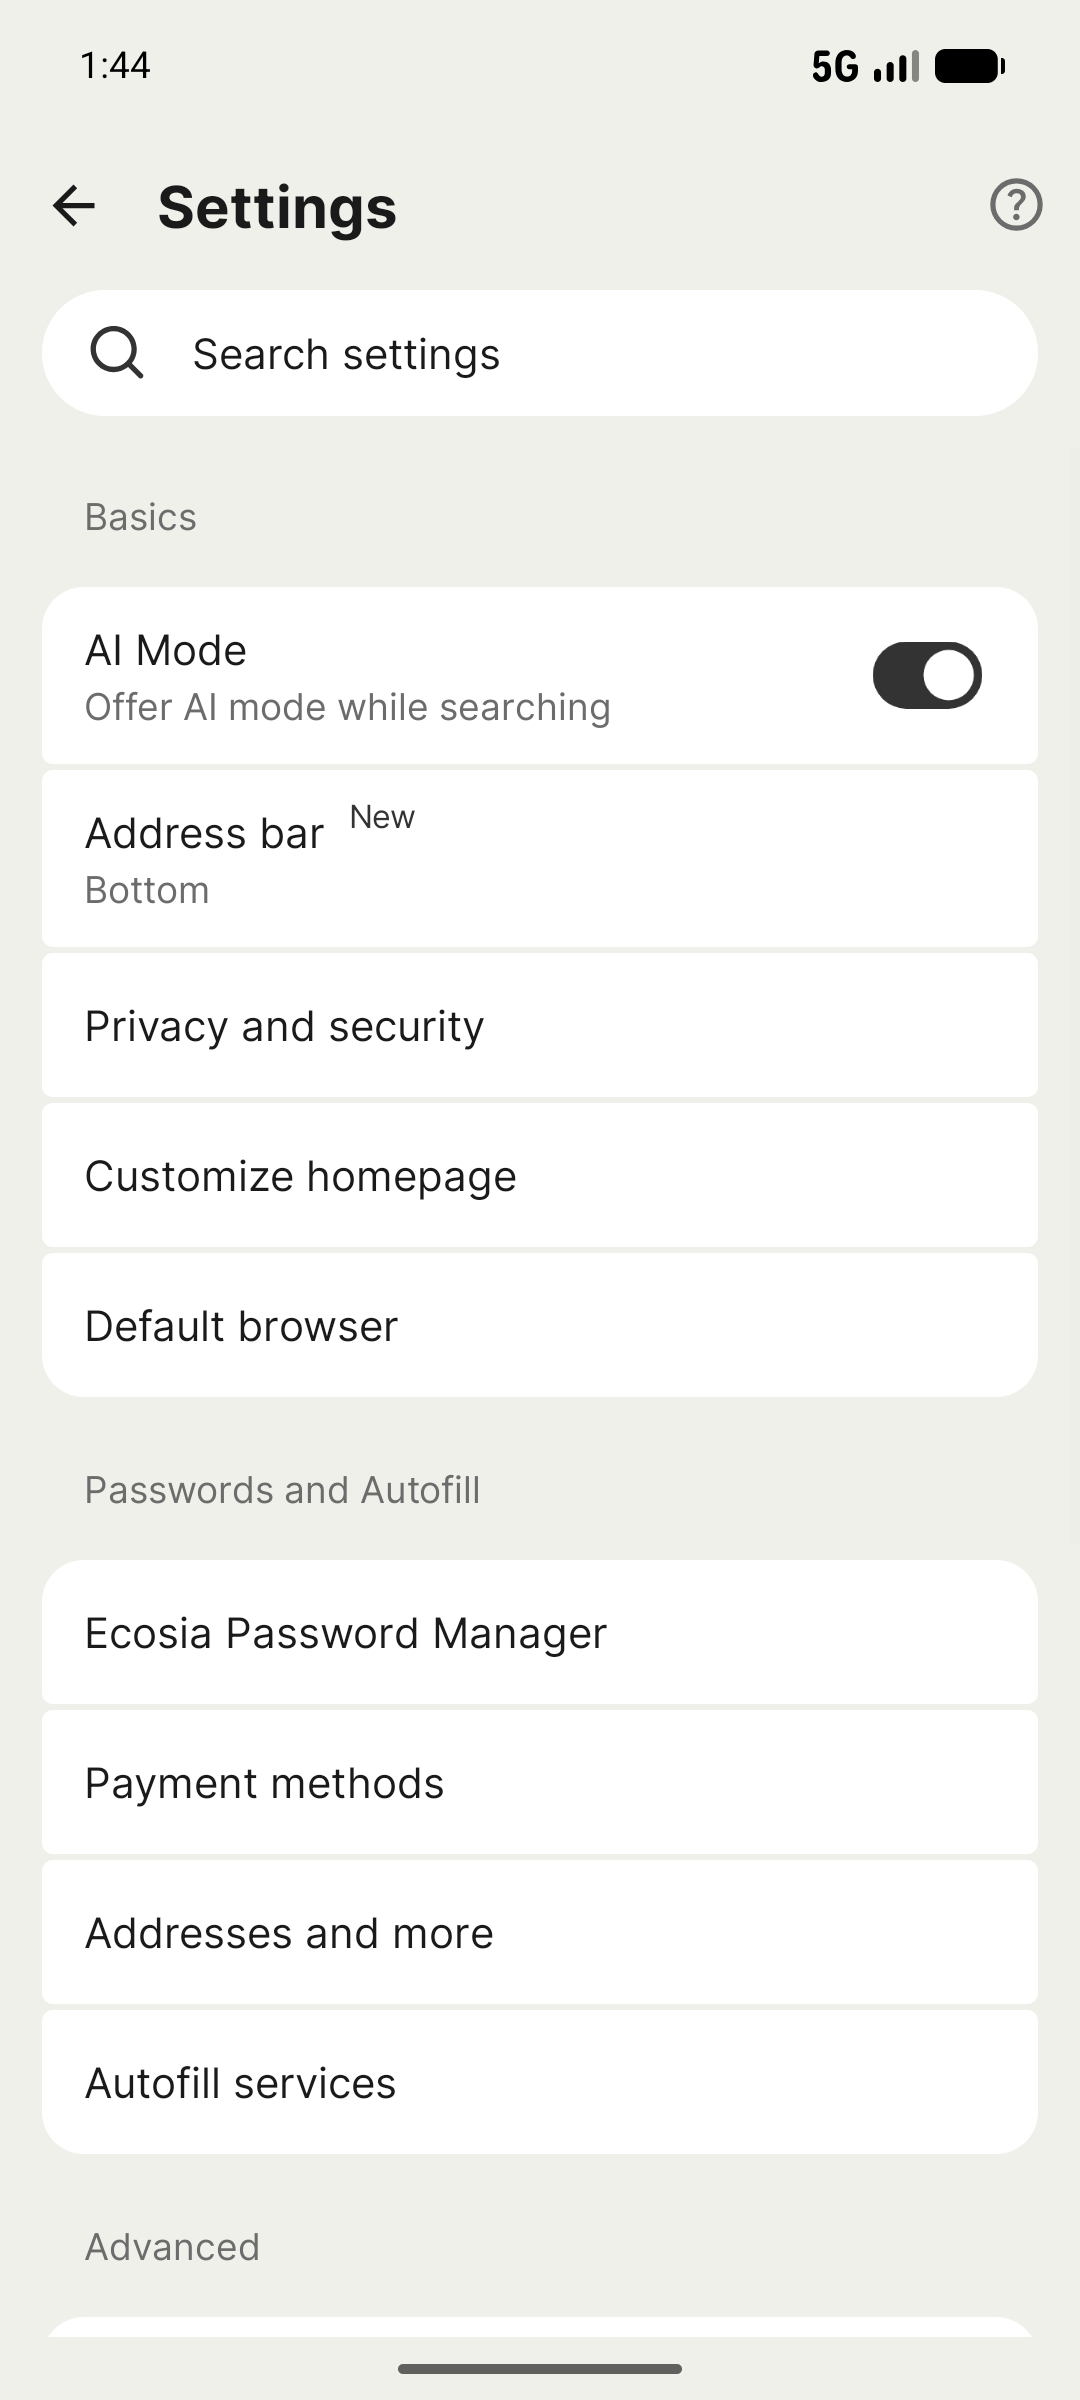 1:44
5G
Settings
Search settings
Basics
AI Mode
Offer AI mode while searching
Address bar New
Bottom
Privacy and security
Customize homepage
Default browser
Passwords and Autofill
Ecosia Password Manager
Payment methods
Addresses and more
Autofill services
Advanced